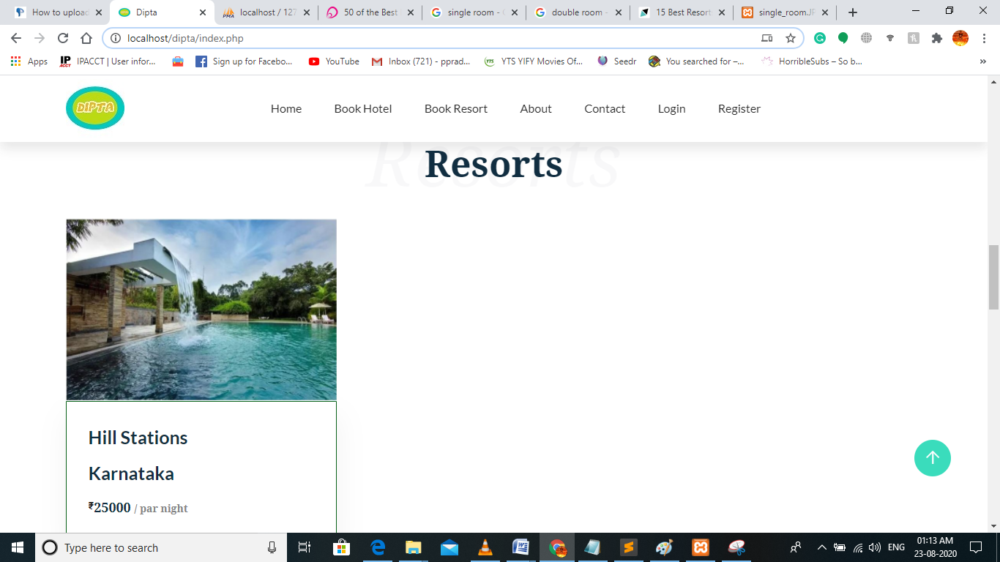 How to upload
Dipta
localhost / 127
50 of the Best
single room - G
double room -
15 Best Resort
single_room.JP
localhost/dipta/index.php
Apps
IPACCT | User infor...
Sign up for Facebo...
YouTube
Inbox (721) - pprad...
YTS YIFY Movies Of...
Seedr
You searched for –...
HorribleSubs – So b...
»
DIPTA
Home
Book Hotel
Book Resort
About
Contact
Login
Register
Resorts
Resorts
Hill Stations
Karnataka
₹25000 / par night
Type here to search
ENG
01:13 AM
23-08-2020